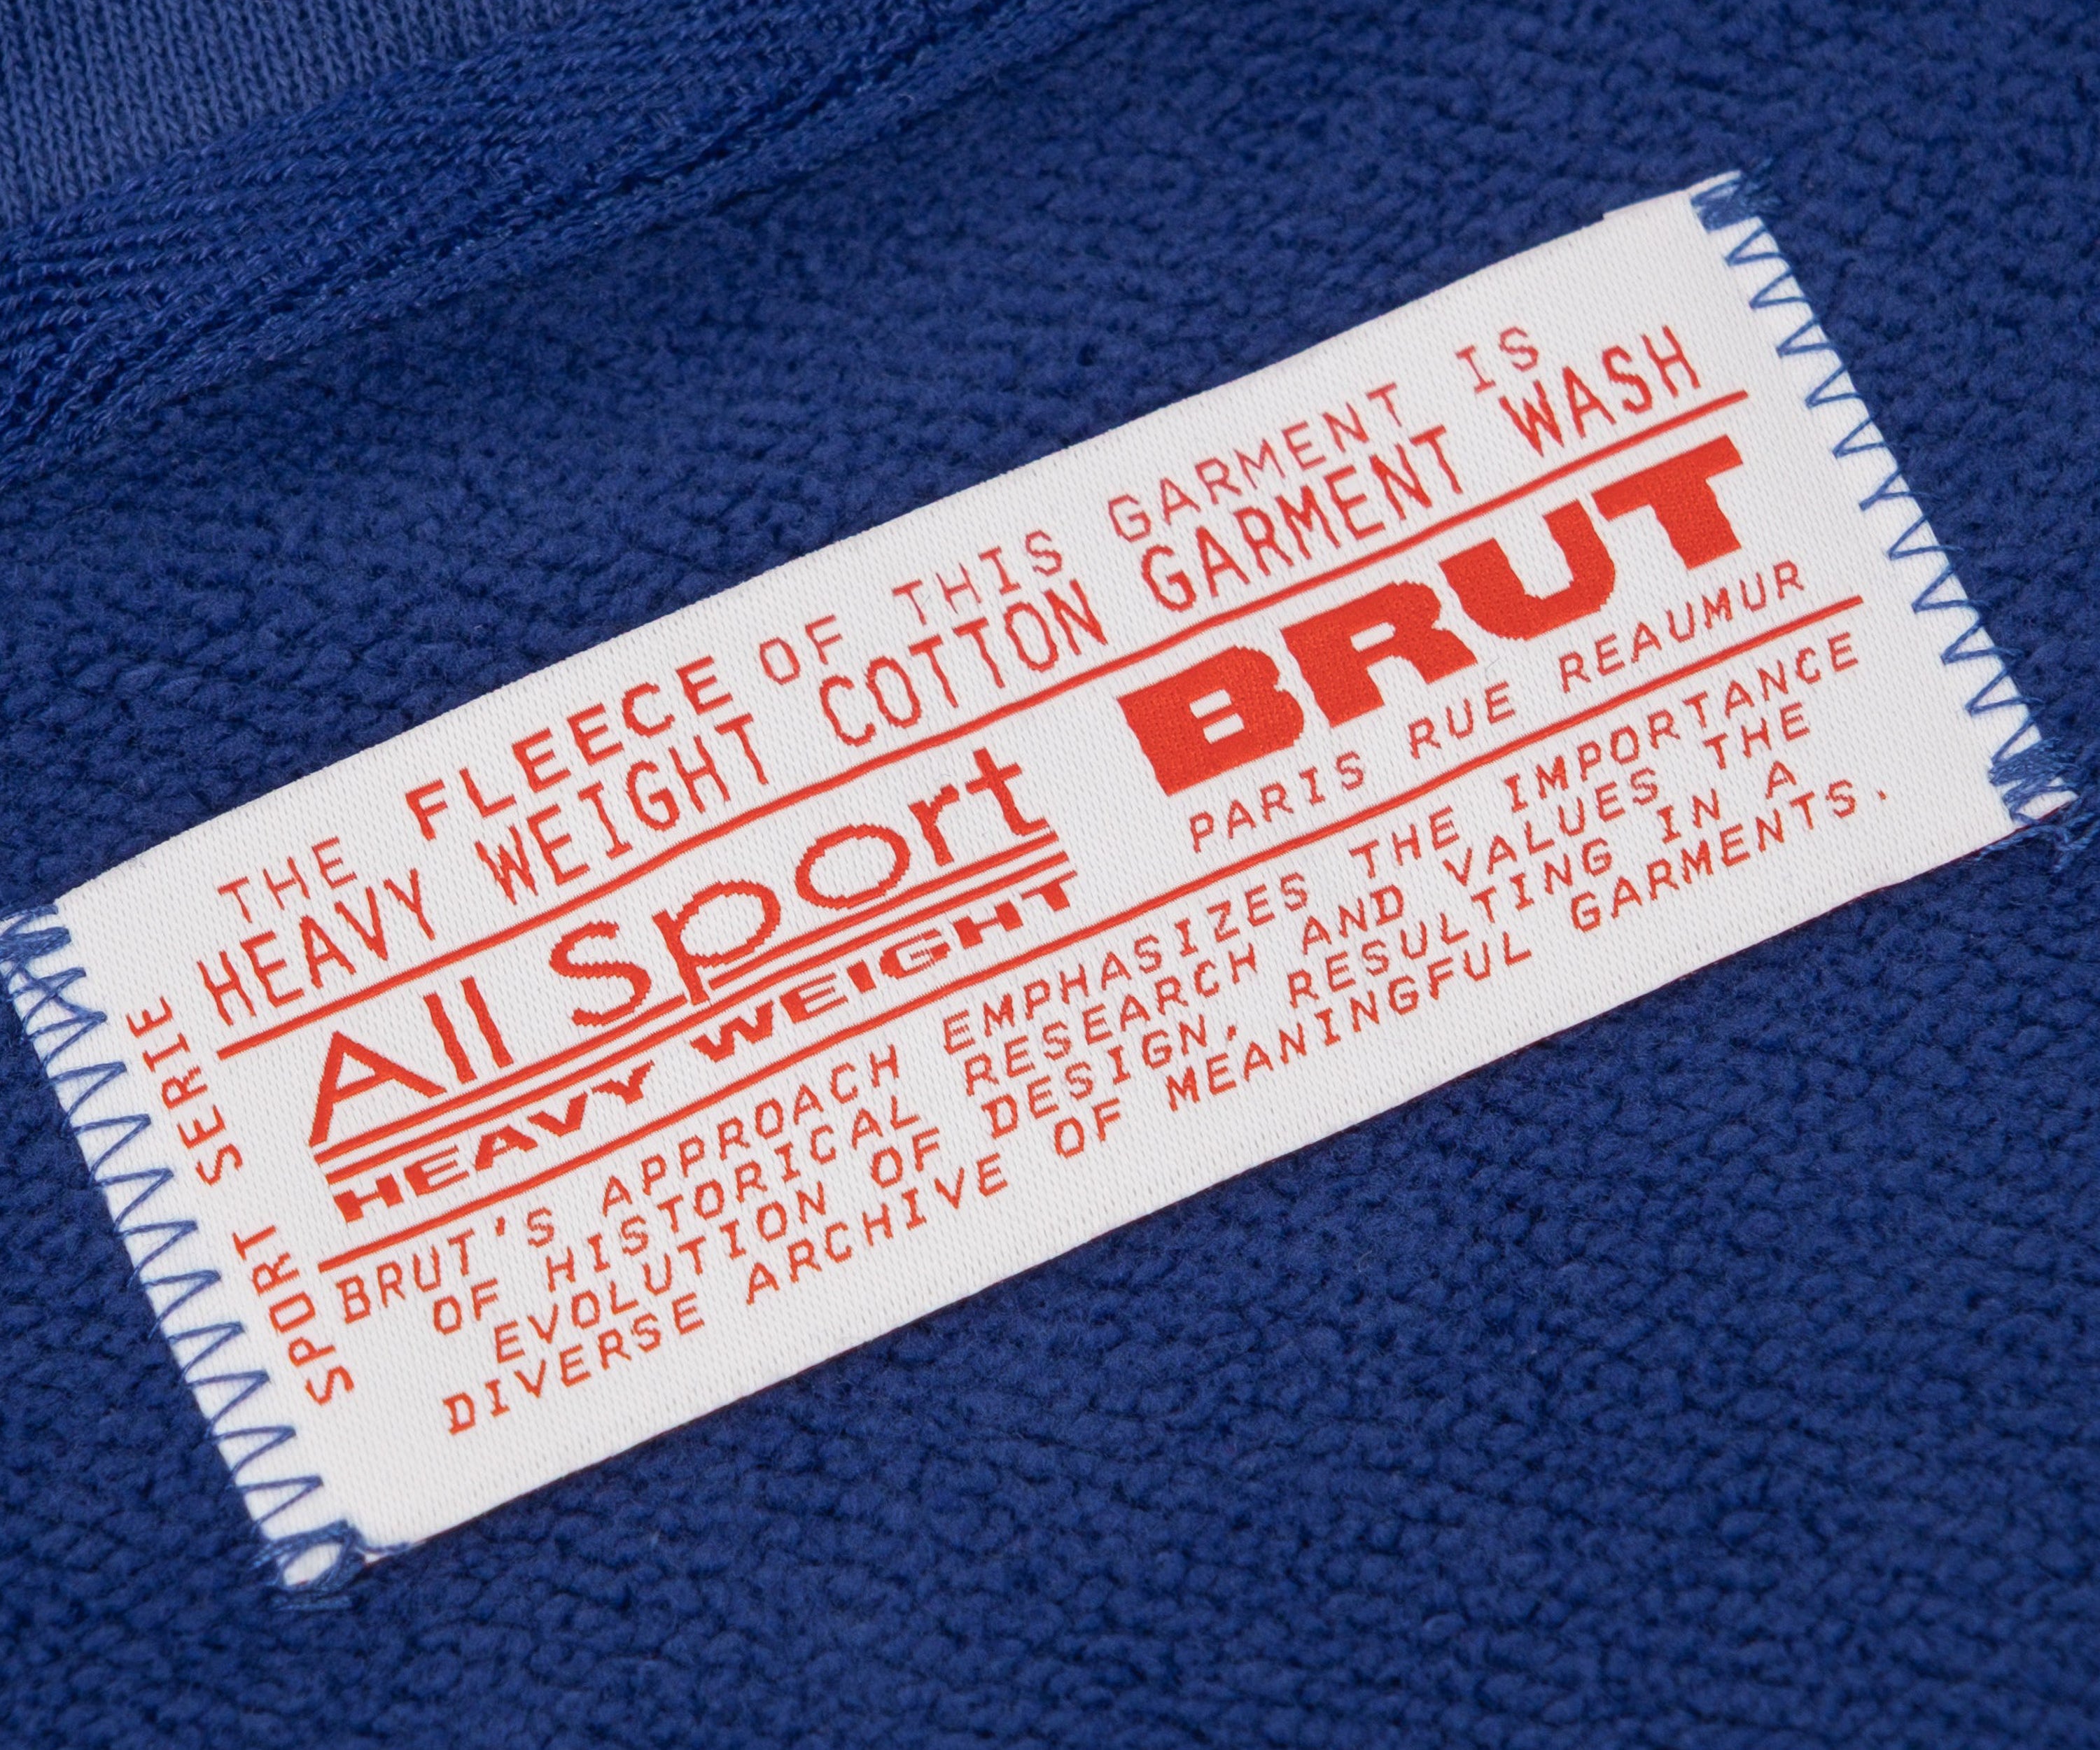 THE FLEECE OF THIS GARMENT IS
HEAVY WEIGHT COTTON GARMENT WASH
SPORT SERIE
All Sport
HEAVY WEIGHT
BRUT
PARIS RUE REAUMUR
BRUT'S APPROACH EMPHASIZES THE IMPORTANCE
OF HISTORICAL RESEARCH AND VALUES THE
EVOLUTION OF DESIGN, RESULTING IN A
DIVERSE ARCHIVE OF MEANINGFUL GARMENTS.